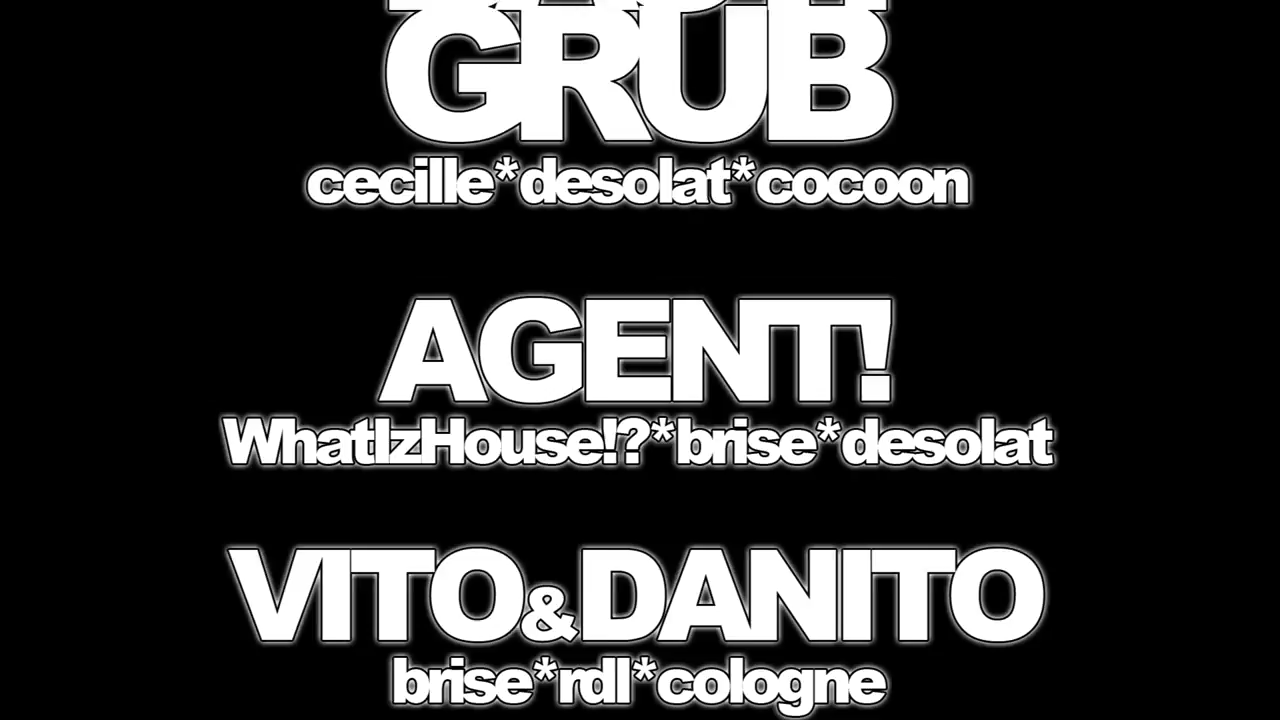 GRUB
cecille*desolat*cocoon
AGENT!
WhatIzHouse!?*brise*desolat
VITO&DANITO
brise*rdl*cologne